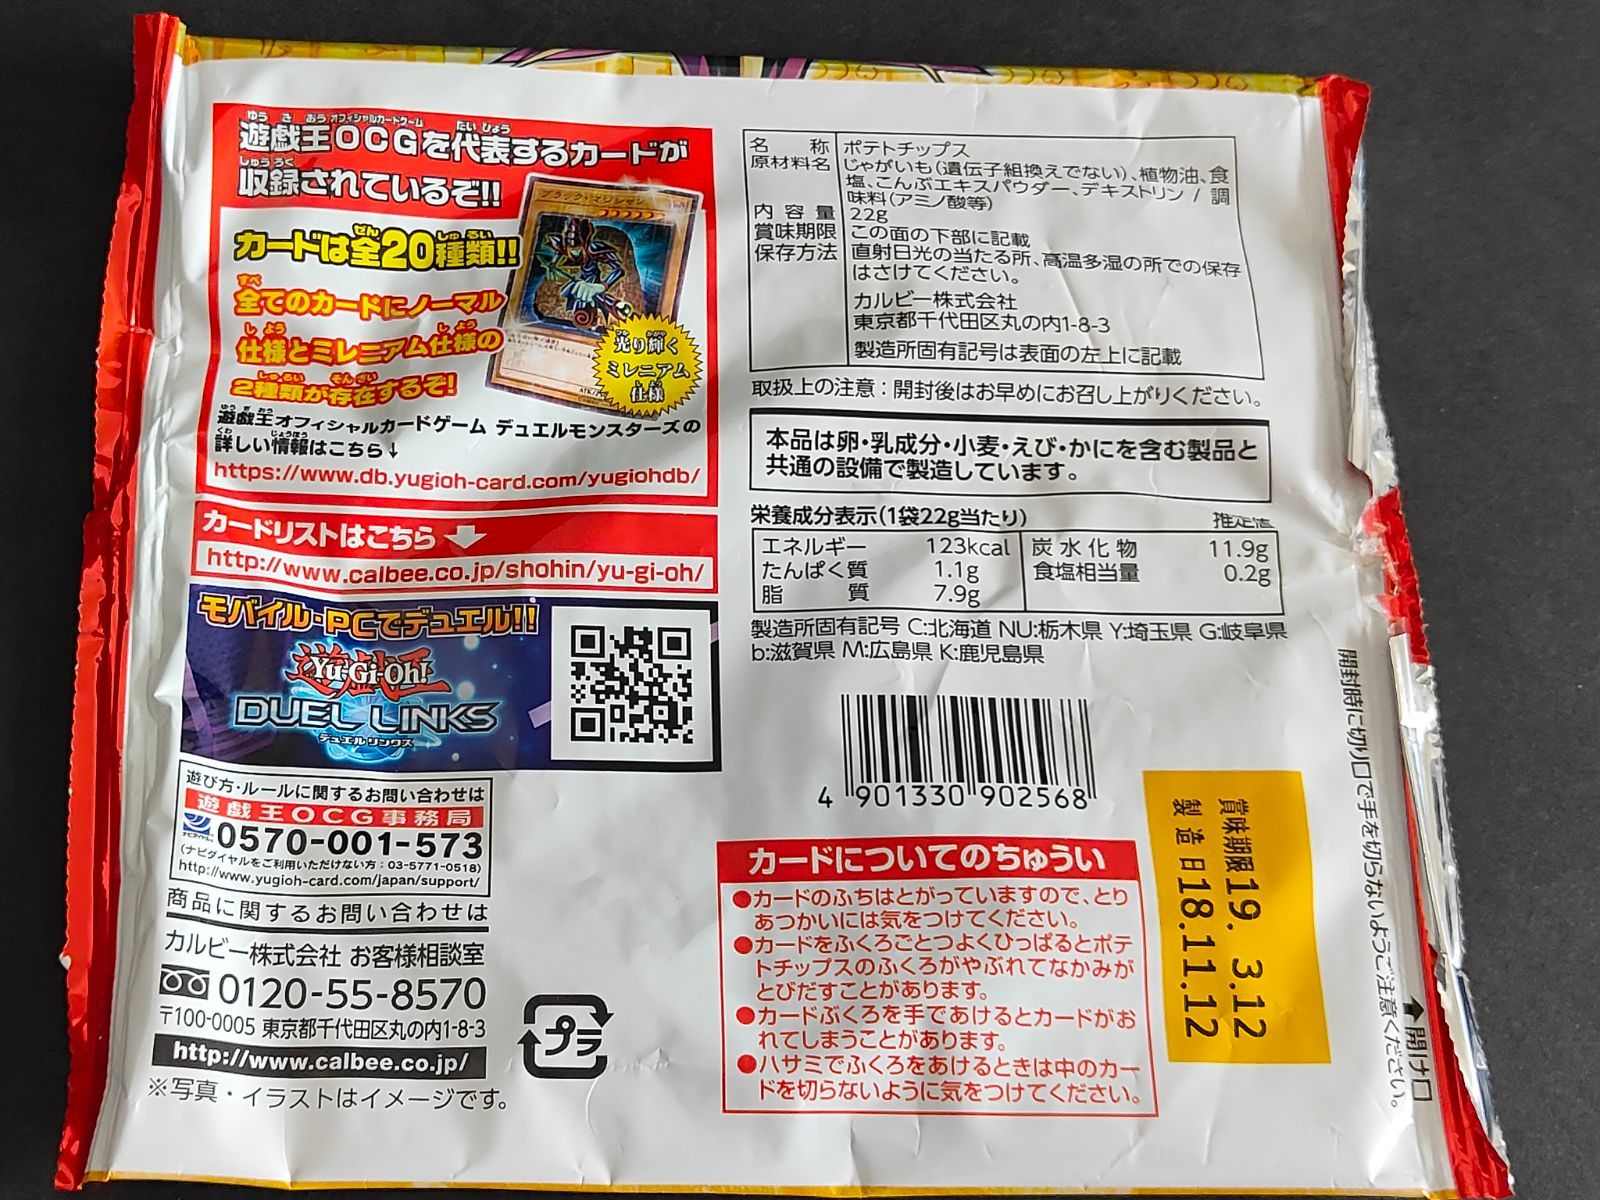 遊戯王OCGを代表するカードが
収録されているぞ!!
カードは全20種類!!
全てのカードにノーマル
仕様とミレニアム仕様の
2種類が存在するぞ!
ブラック・マジシャン
光り輝く
ミレニアム
仕様
遊戯王オフィシャルカードゲーム デュエルモンスターズの
詳しい情報はこちら↓
https://www.db.yugioh-card.com/yugiohdb/
カードリストはこちら
http://www.calbee.co.jp/shohin/yu-gi-oh/
モバイル・PCでデュエル!!
遊戯王
Yu-Gi-Oh!
DUEL LINKS
デュエルリンクス
遊び方・ルールに関するお問い合わせは
遊戯王OCG事務局
ナビダイヤル
0570-001-573
(ナビダイヤルをご利用いただけない方：03-5771-0518)
http://www.yugioh-card.com/japan/support/
商品に関するお問い合わせは
カルビー株式会社 お客様相談室
0120-55-8570
〒100-0005 東京都千代田区丸の内1-8-3
http://www.calbee.co.jp/
※写真・イラストはイメージです。
プラ
名称 ポテトチップス
原材料名 じゃがいも(遺伝子組換えでない)、植物油、食
塩、こんぶエキスパウダー、デキストリン / 調
味料(アミノ酸等)
内容量 22g
賞味期限 この面の下部に記載
保存方法 直射日光の当たる所、高温多湿の所での保存
はさけてください。
カルビー株式会社
東京都千代田区丸の内1-8-3
製造所固有記号は表面の左上に記載
取扱上の注意：開封後はお早めにお召し上がりください。
本品は卵・乳成分・小麦・えび・かにを含む製品と
共通の設備で製造しています。
栄養成分表示(1袋22g当たり) 推定値
エネルギー 123kcal 炭水化物 11.9g
たんぱく質 1.1g 食塩相当量 0.2g
脂質 7.9g
製造所固有記号 C:北海道 NU:栃木県 Y:埼玉県 G:岐阜県
b:滋賀県 M:広島県 K:鹿児島県
4 901330 902568
カードについてのちゅうい
●カードのふちはとがっていますので、とり
あつかいには気をつけてください。
●カードをふくろごとつよくひっぱるとポテ
トチップスのふくろがやぶれてなかみが
とびだすことがあります。
●カードぶくろを手であけるとカードがお
れてしまうことがあります。
●ハサミでふくろをあけるときは中のカー
ドを切らないように気をつけてください。
賞味期限19. 3.12
製造日18.11.12
開封時に切り口で手を切らないようご注意ください。
↑開け口